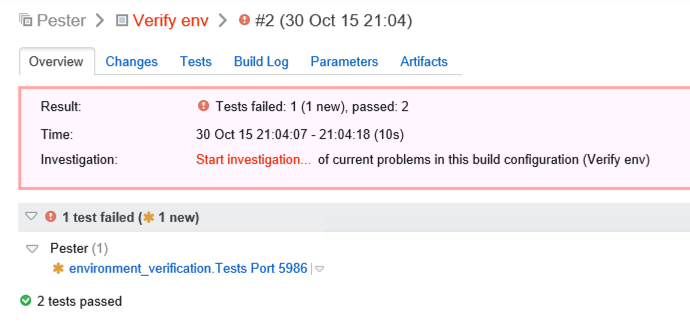 Pester > Verify env > #2 (30 Oct 15 21:04)
Overview Changes Tests Build Log Parameters Artifacts
Result: Tests failed: 1 (1 new), passed: 2
Time: 30 Oct 15 21:04:07 - 21:04:18 (10s)
Investigation: Start investigation... of current problems in this build configuration (Verify env)
1 test failed (✱ 1 new)
Pester (1)
✱ environment_verification.Tests Port 5986
2 tests passed